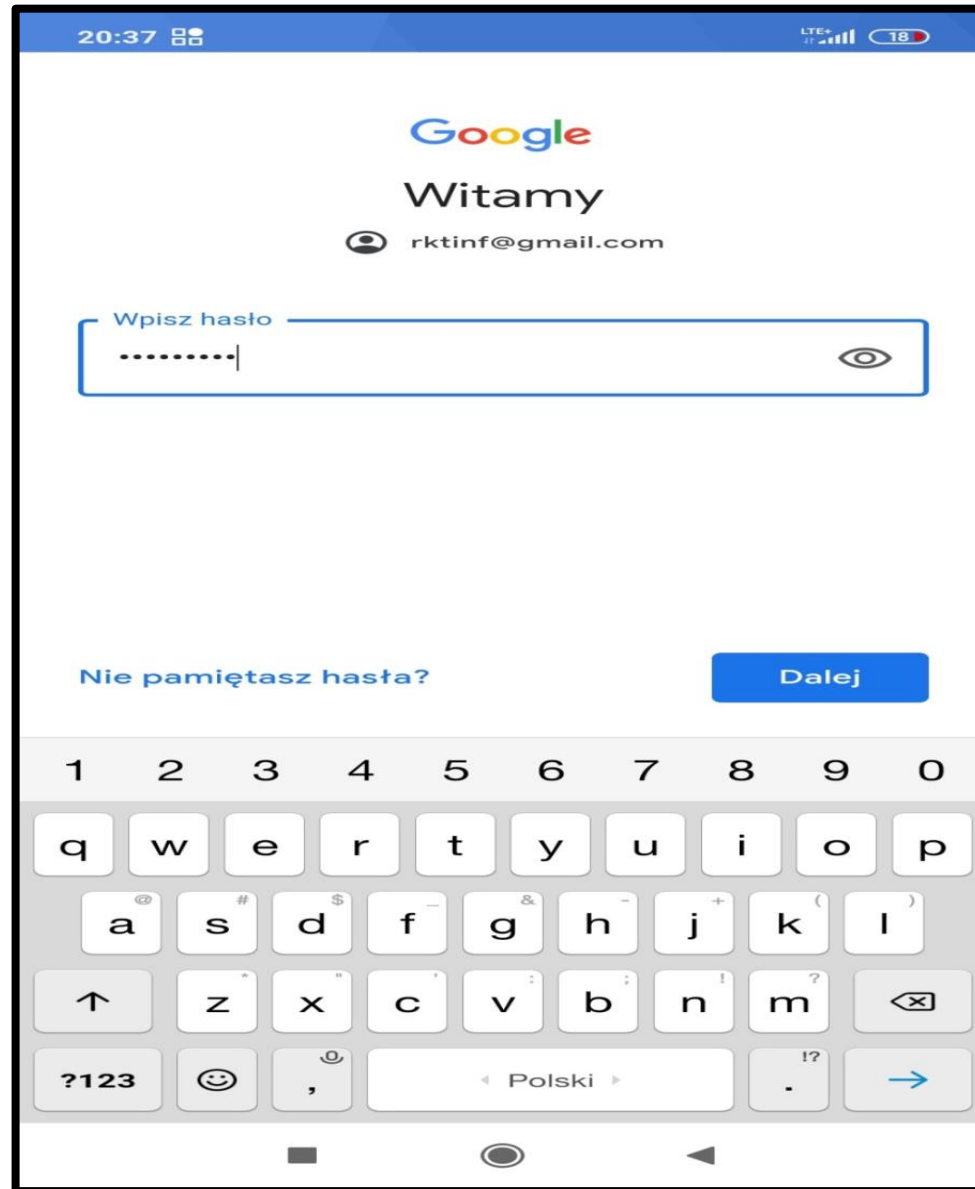 20:37 LTE+ 18
Google
Witamy
rktinf@gmail.com
Wpisz hasło
•••••••••
Nie pamiętasz hasła? Dalej
1 2 3 4 5 6 7 8 9 0
q w e r t y u i o p
@ # $ _ & - + ( )
a s d f g h j k l
* " ' : ; ! ?
z x c v b n m
!?
?123 , Polski .